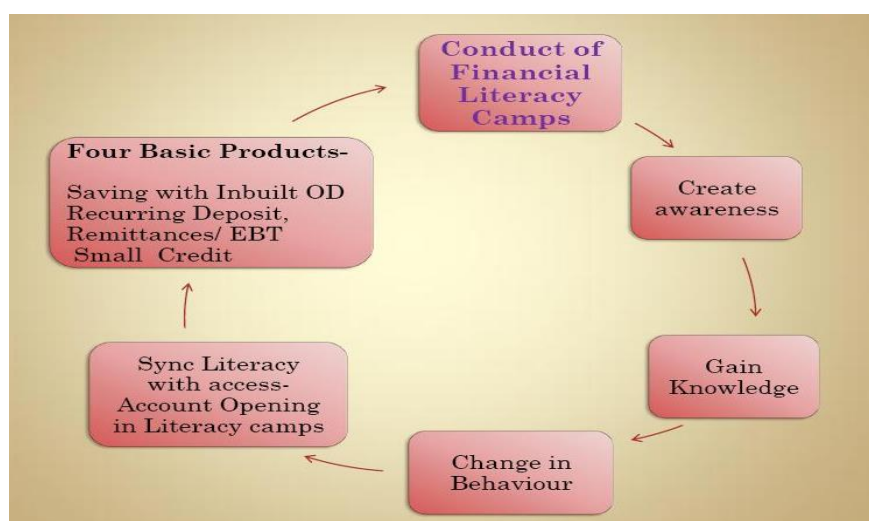 Conduct of
Financial
Literacy
Camps
Create
awareness
Gain
Knowledge
Change in
Behaviour
Sync Literacy
with access-
Account Opening
in Literacy camps
Four Basic Products-
Saving with Inbuilt OD
Recurring Deposit,
Remittances/ EBT
Small Credit